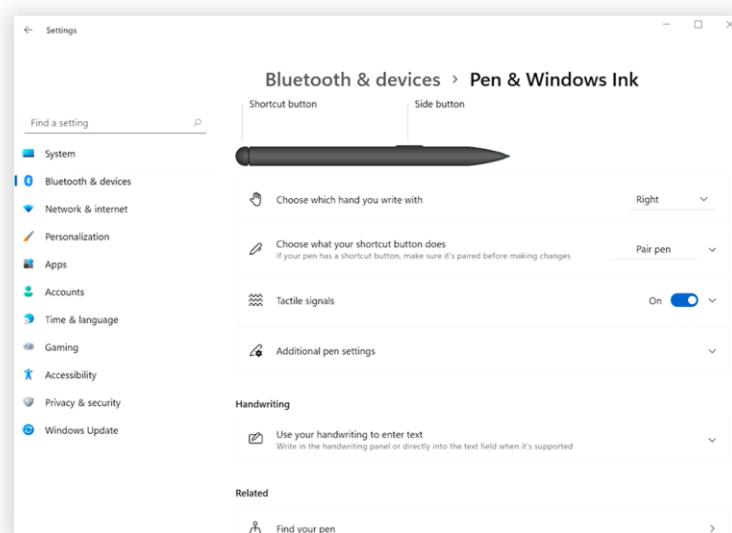 Settings
Bluetooth & devices > Pen & Windows Ink
Shortcut button
Side button
Find a setting
System
Bluetooth & devices
Network & internet
Personalization
Apps
Accounts
Time & language
Gaming
Accessibility
Privacy & security
Windows Update
Choose which hand you write with
Right
Choose what your shortcut button does
If your pen has a shortcut button, make sure it's paired before making changes
Pair pen
Tactile signals
On
Additional pen settings
Handwriting
Use your handwriting to enter text
Write in the handwriting panel or directly into the text field when it's supported
Related
Find your pen